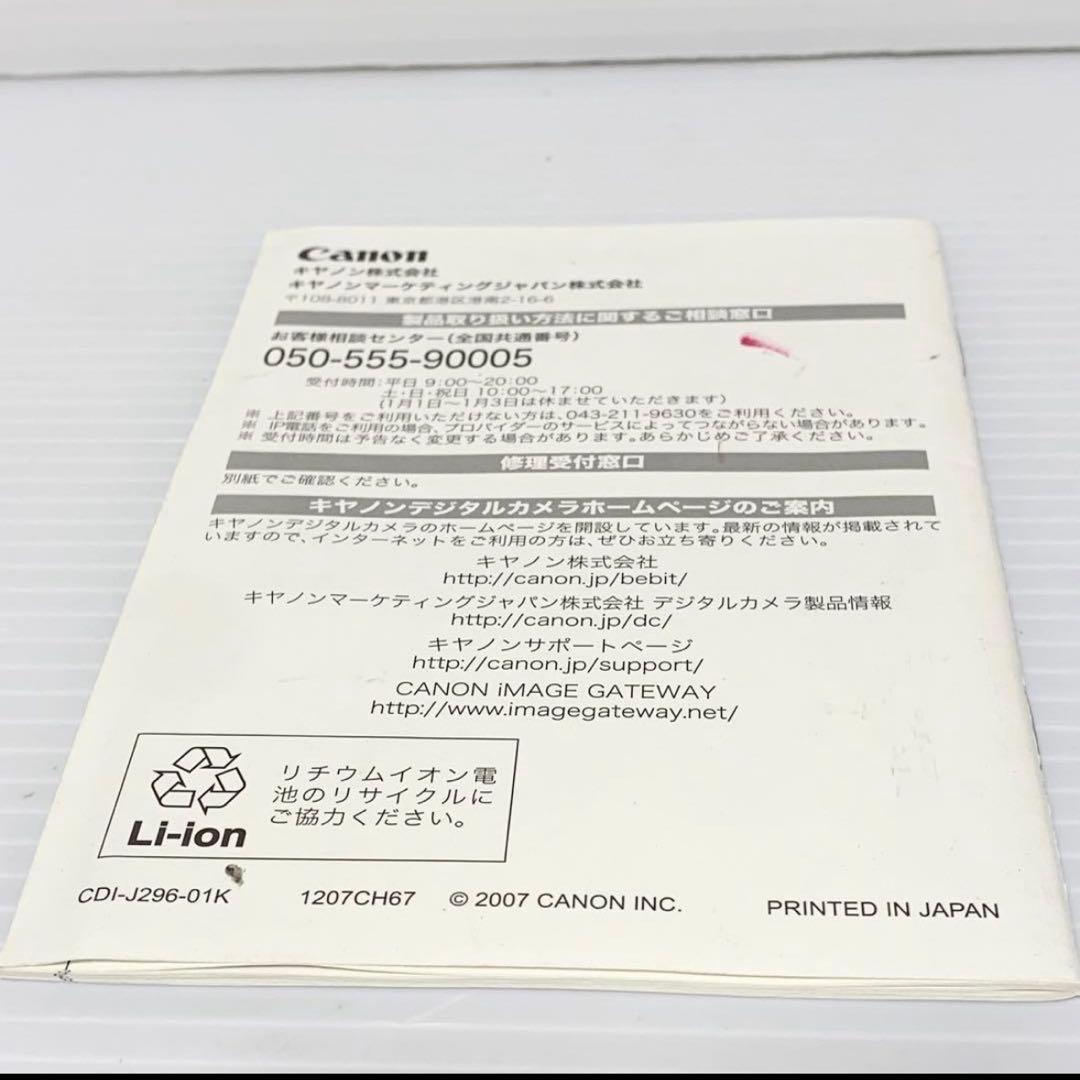 Canon
キヤノン株式会社
キヤノンマーケティングジャパン株式会社
〒108-8011 東京都港区港南2-16-6
製品取り扱い方法に関するご相談窓口
お客様相談センター(全国共通番号)
050-555-90005
受付時間:平日 9:00~20:00
土・日・祝日 10:00~17:00
(1月1日~1月3日は休ませていただきます)
※ 上記番号をご利用いただけない方は、043-211-9630をご利用ください。
※ IP電話をご利用の場合、プロバイダーのサービスによってつながらない場合があります。
※ 受付時間は予告なく変更する場合があります。あらかじめご了承ください。
修理受付窓口
別紙でご確認ください。
キヤノンデジタルカメラホームページのご案内
キヤノンデジタルカメラのホームページを開設しています。最新の情報が掲載されて
いますので、インターネットをご利用の方は、ぜひお立ち寄りください。
キヤノン株式会社
http://canon.jp/bebit/
キヤノンマーケティングジャパン株式会社 デジタルカメラ製品情報
http://canon.jp/dc/
キヤノンサポートページ
http://canon.jp/support/
CANON iMAGE GATEWAY
http://www.imagegateway.net/
リチウムイオン電
池のリサイクルに
ご協力ください。
Li-ion
CDI-J296-01K 1207CH67 © 2007 CANON INC. PRINTED IN JAPAN